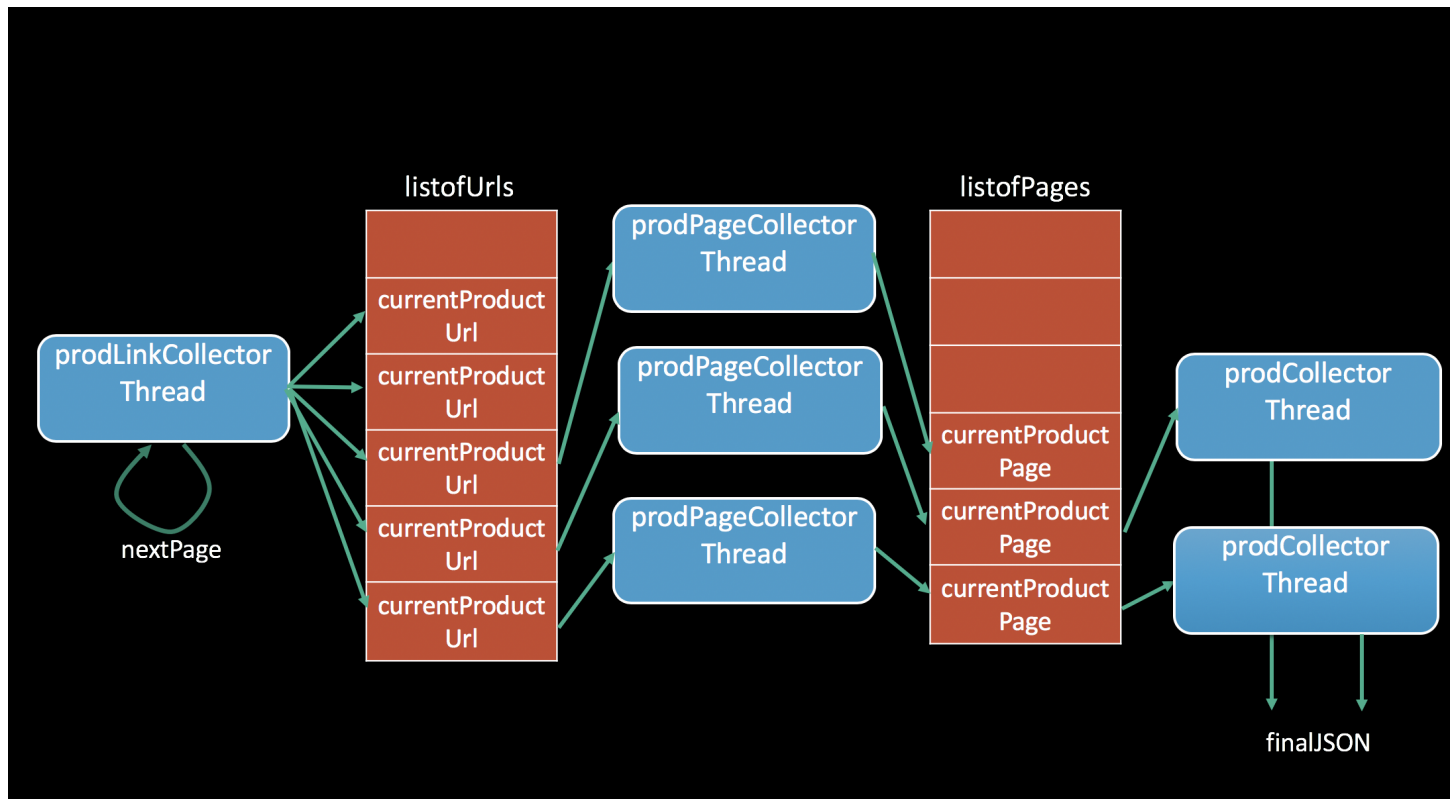 listofUrls
listofPages
prodLinkCollector
Thread
nextPage
currentProduct
Url
currentProduct
Url
currentProduct
Url
currentProduct
Url
currentProduct
Url
prodPageCollector
Thread
prodPageCollector
Thread
prodPageCollector
Thread
currentProduct
Page
currentProduct
Page
currentProduct
Page
prodCollector
Thread
prodCollector
Thread
finalJSON